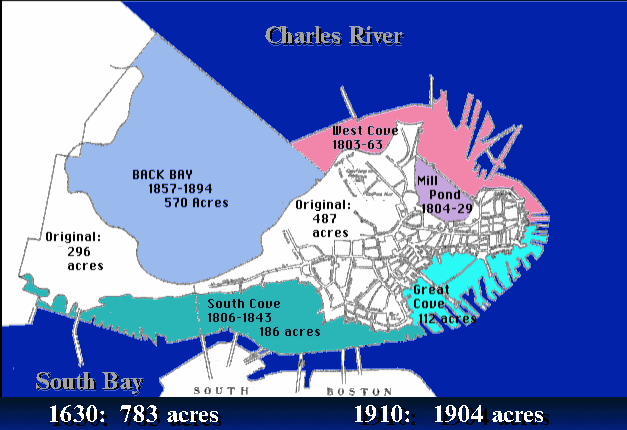 Charles River
West Cove
1803-63
BACK BAY
1857-1894
570 Acres
Mill
Pond
1804-29
Original:
487
acres
Original:
296
acres
Great
Cove
112 acres
South Cove
1806-1843
186 acres
South Bay
SOUTH BOSTON
1630: 783 acres
1910: 1904 acres